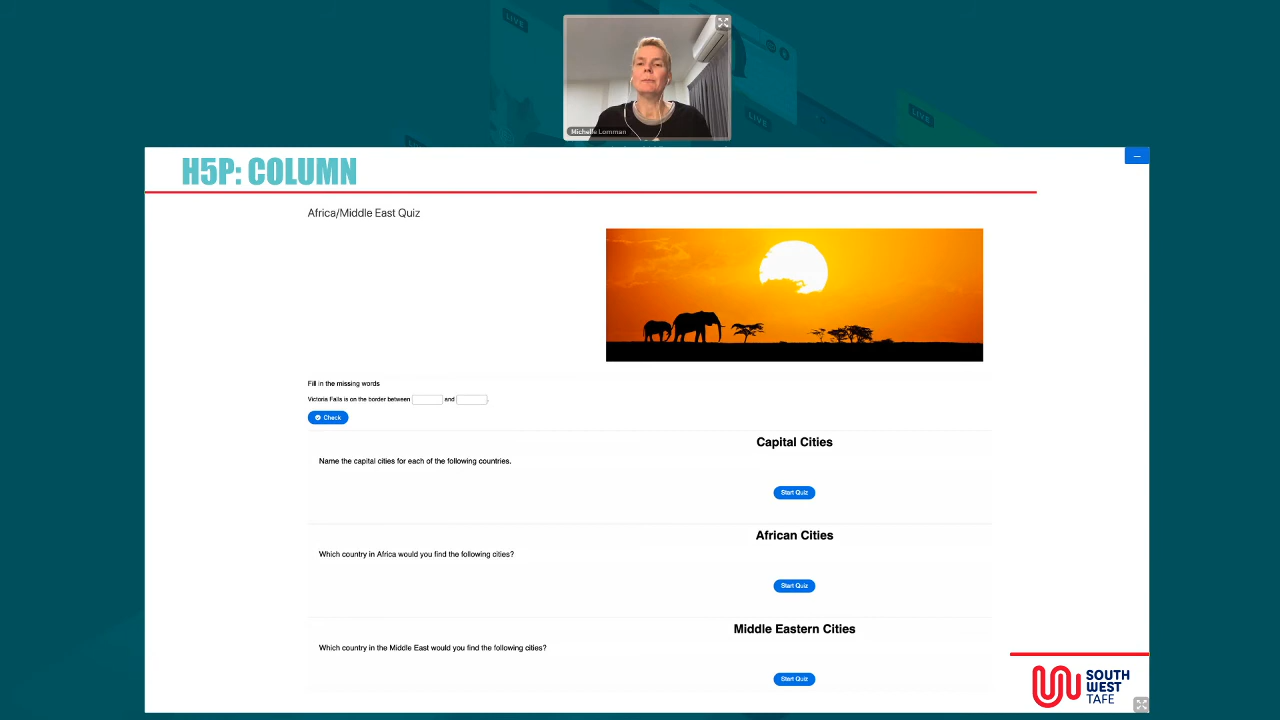 LIVE
LIVE
LIVE
Michelle Lomman
H5P: COLUMN
Africa/Middle East Quiz
Fill in the missing words
Victoria Falls is on the border between and .
Check
Capital Cities
Name the capital cities for each of the following countries.
Start Quiz
African Cities
Which country in Africa would you find the following cities?
Start Quiz
Middle Eastern Cities
Which country in the Middle East would you find the following cities?
Start Quiz
SOUTH
WEST
TAFE